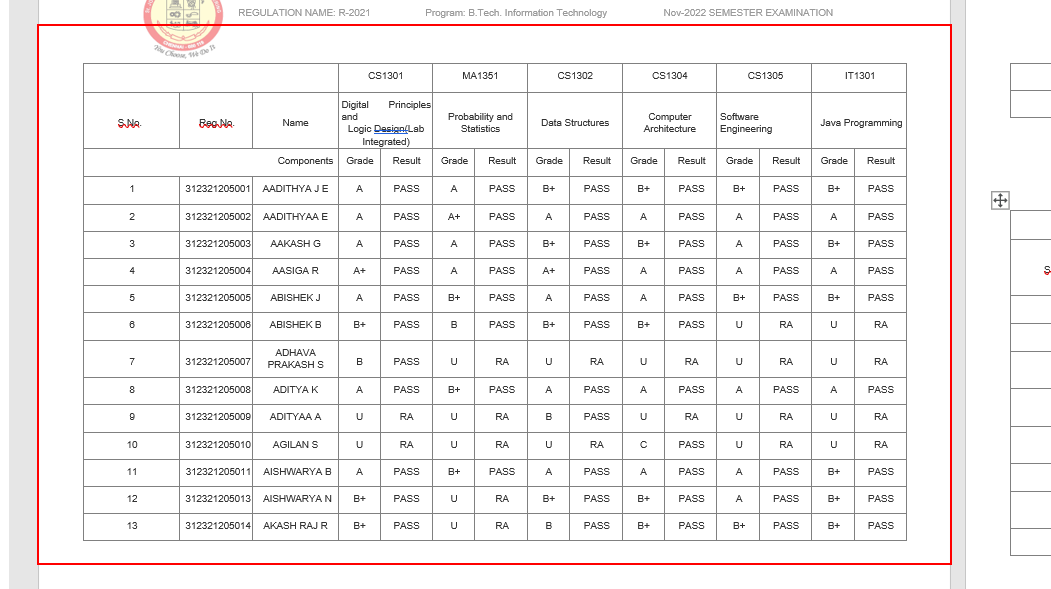 REGULATION NAME: R-2021 Program: B.Tech. Information Technology Nov-2022 SEMESTER EXAMINATION
You Choose, We Do It
CS1301 MA1351 CS1302 CS1304 CS1305 IT1301
S.No. Reg.No. Name Digital Principles and Logic Design(Lab Integrated) Probability and Statistics Data Structures Computer Architecture Software Engineering Java Programming
Components Grade Result Grade Result Grade Result Grade Result Grade Result Grade Result
1 312321205001 AADITHYA J E A PASS A PASS B+ PASS B+ PASS B+ PASS B+ PASS
2 312321205002 AADITHYAA E A PASS A+ PASS A PASS A PASS A PASS A PASS
3 312321205003 AAKASH G A PASS A PASS B+ PASS B+ PASS A PASS B+ PASS
4 312321205004 AASIGA R A+ PASS A PASS A+ PASS A PASS A PASS A PASS
5 312321205005 ABISHEK J A PASS B+ PASS A PASS A PASS B+ PASS B+ PASS
6 312321205006 ABISHEK B B+ PASS B PASS B+ PASS B+ PASS U RA U RA
7 312321205007 ADHAVA PRAKASH S B PASS U RA U RA U RA U RA U RA
8 312321205008 ADITYA K A PASS B+ PASS A PASS A PASS A PASS A PASS
9 312321205009 ADITYAA A U RA U RA B PASS U RA U RA U RA
10 312321205010 AGILAN S U RA U RA U RA C PASS U RA U RA
11 312321205011 AISHWARYA B A PASS B+ PASS A PASS A PASS A PASS B+ PASS
12 312321205013 AISHWARYA N B+ PASS U RA B+ PASS B+ PASS A PASS B+ PASS
13 312321205014 AKASH RAJ R B+ PASS U RA B PASS B+ PASS B+ PASS B+ PASS